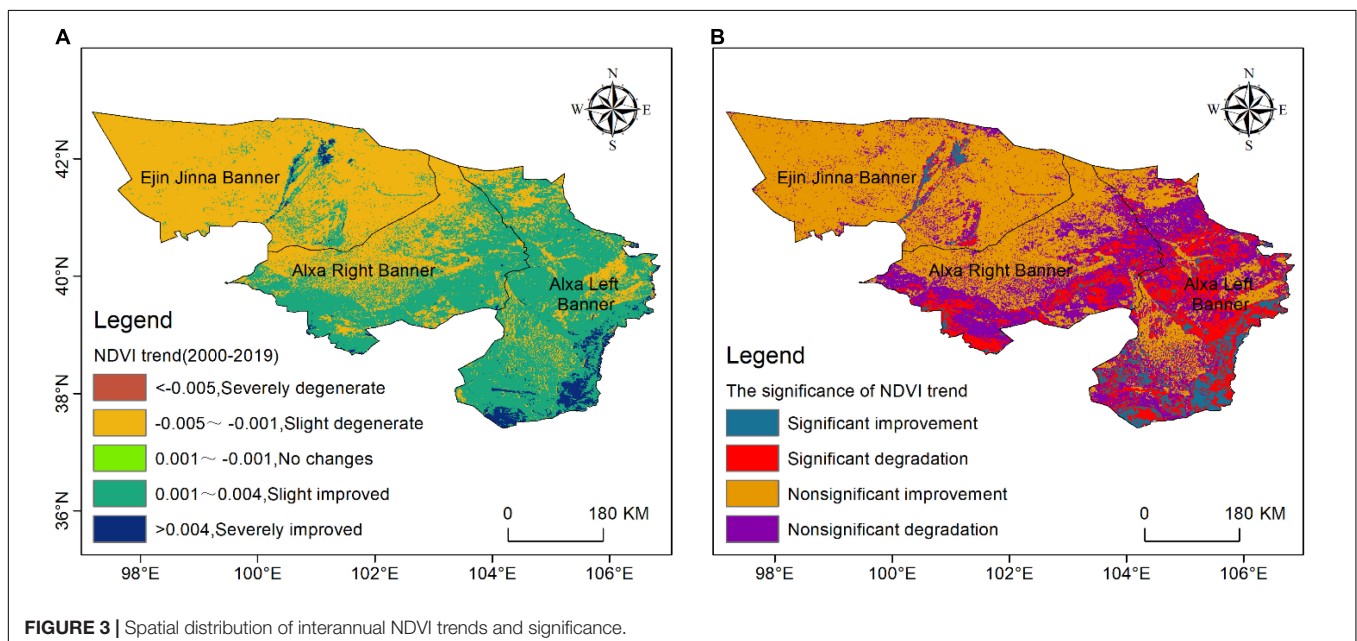 A
N
W E
S
42°N
40°N
38°N
36°N
Ejin Jinna Banner
Alxa Right Banner
Alxa Left
Banner
Legend
NDVI trend(2000-2019)
<-0.005,Severely degenerate
-0.005～ -0.001,Slight degenerate
0.001～ -0.001,No changes
0.001～0.004,Slight improved
>0.004,Severely improved
0 180 KM
98°E 100°E 102°E 104°E 106°E
B
N
W E
S
Ejin Jinna Banner
Alxa Right Banner
Alxa Left
Banner
Legend
The significance of NDVI trend
Significant improvement
Significant degradation
Nonsignificant improvement
Nonsignificant degradation
0 180 KM
98°E 100°E 102°E 104°E 106°E
FIGURE 3 | Spatial distribution of interannual NDVI trends and significance.